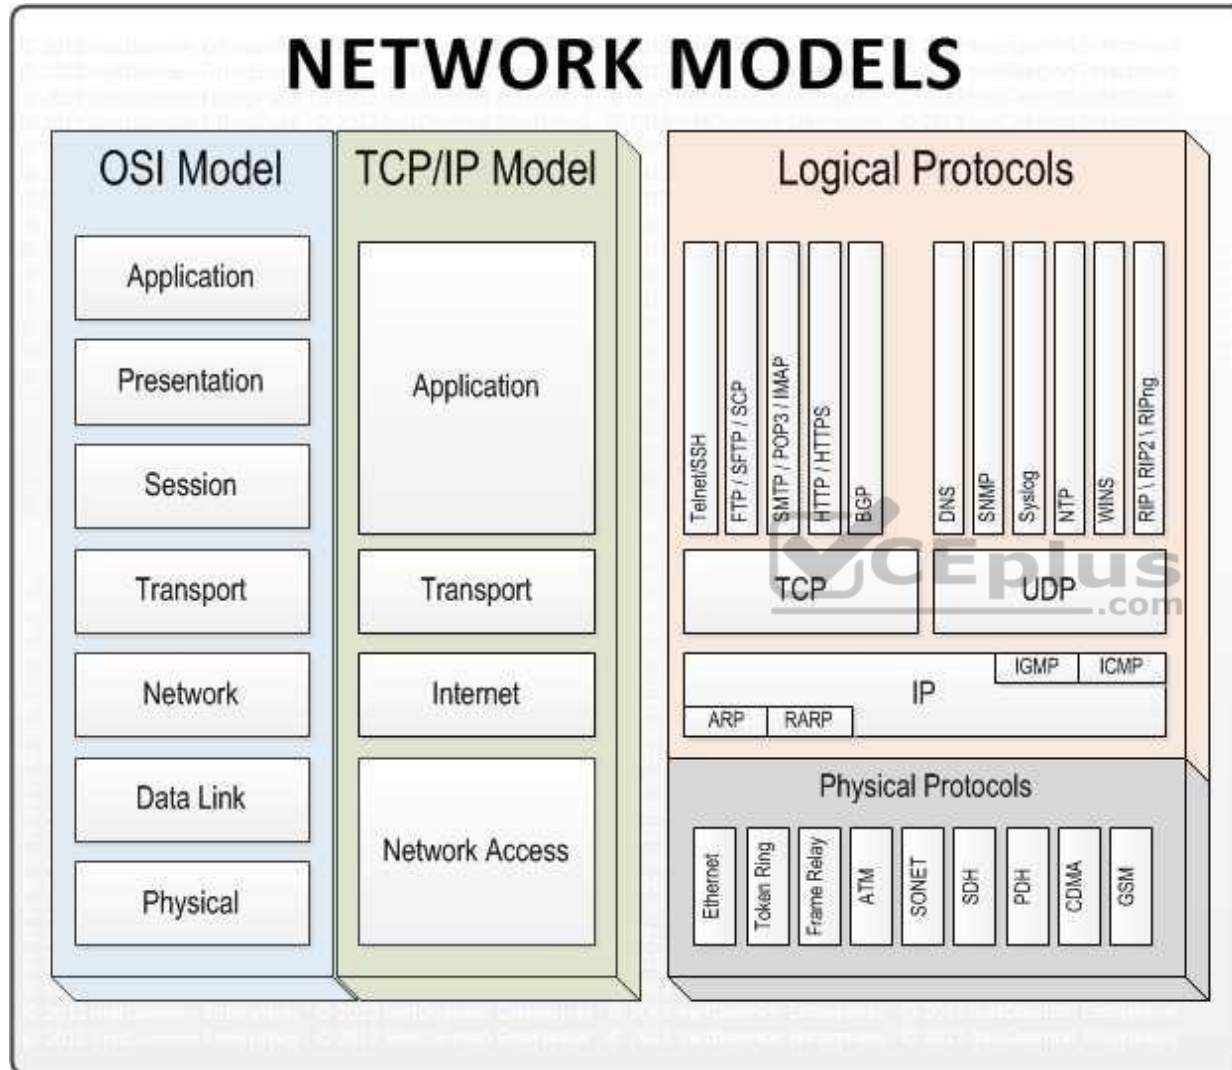 NETWORK MODELS
OSI Model
Application
Presentation
Session
Transport
Network
Data Link
Physical
TCP/IP Model
Application
Transport
Internet
Network Access
Logical Protocols
Telnet/SSH
FTP / SFTP / SCP
SMTP / POP3 / IMAP
HTTP / HTTPS
BGP
DNS
SNMP
Syslog
NTP
WINS
RIP \ RIP2 \ RIPng
TCP
UDP
CEplus
.com
IP
IGMP
ICMP
ARP
RARP
Physical Protocols
Ethernet
Token Ring
Frame Relay
ATM
SONET
SDH
PDH
CDMA
GSM